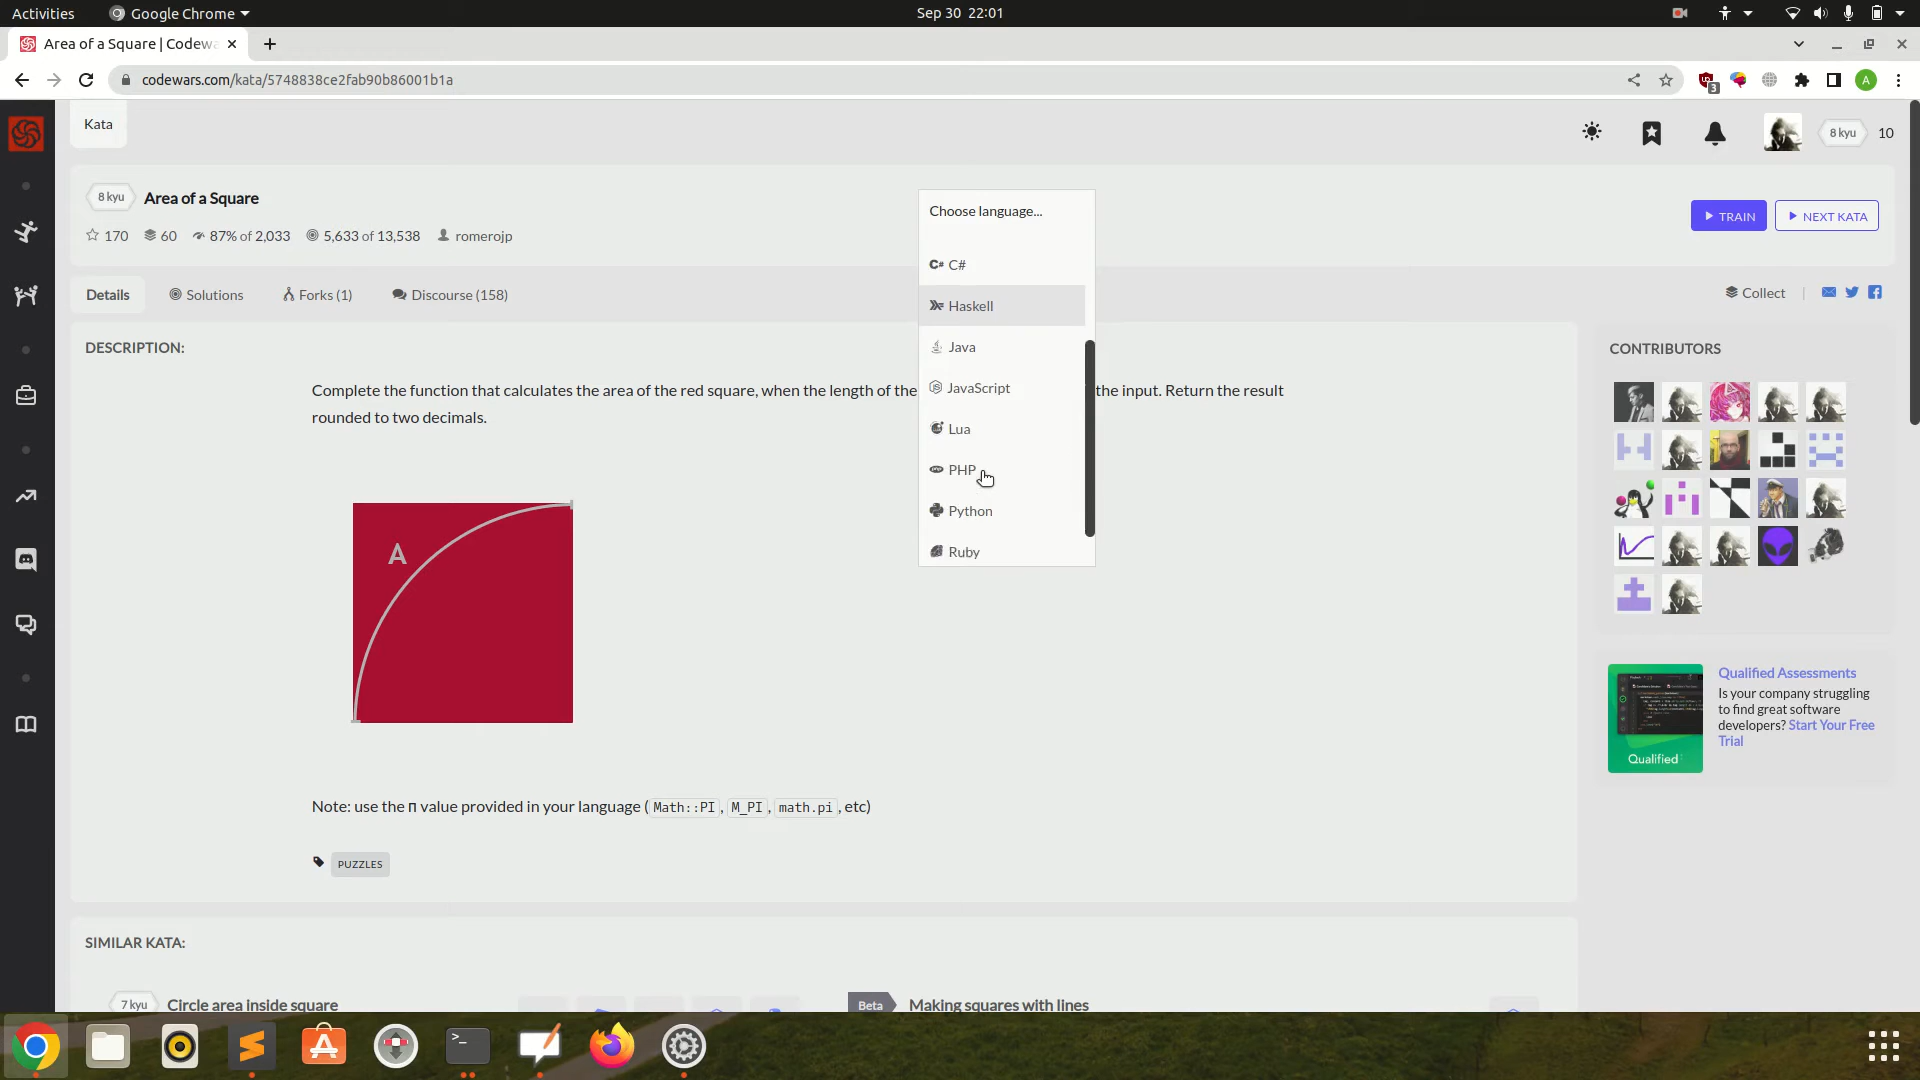 Activities Google Chrome Sep 30 22:01
Area of a Square | Codewa
codewars.com/kata/5748838ce2fab90b86001b1a 3 A
Kata 8 kyu 10
8 kyu Area of a Square
170 60 87% of 2,033 5,633 of 13,538 romerojp
TRAIN NEXT KATA
Choose language...
C#
Haskell
Java
JavaScript
Lua
PHP
Python
Ruby
Details Solutions Forks (1) Discourse (158) Collect
DESCRIPTION:
Complete the function that calculates the area of the red square, when the length of the the input. Return the result
rounded to two decimals.
A
Note: use the π value provided in your language (Math::PI, M_PI, math.pi, etc)
PUZZLES
SIMILAR KATA:
7 kyu Circle area inside square Beta Making squares with lines
CONTRIBUTORS
Qualified
Qualified Assessments
Is your company struggling
to find great software
developers? Start Your Free
Trial